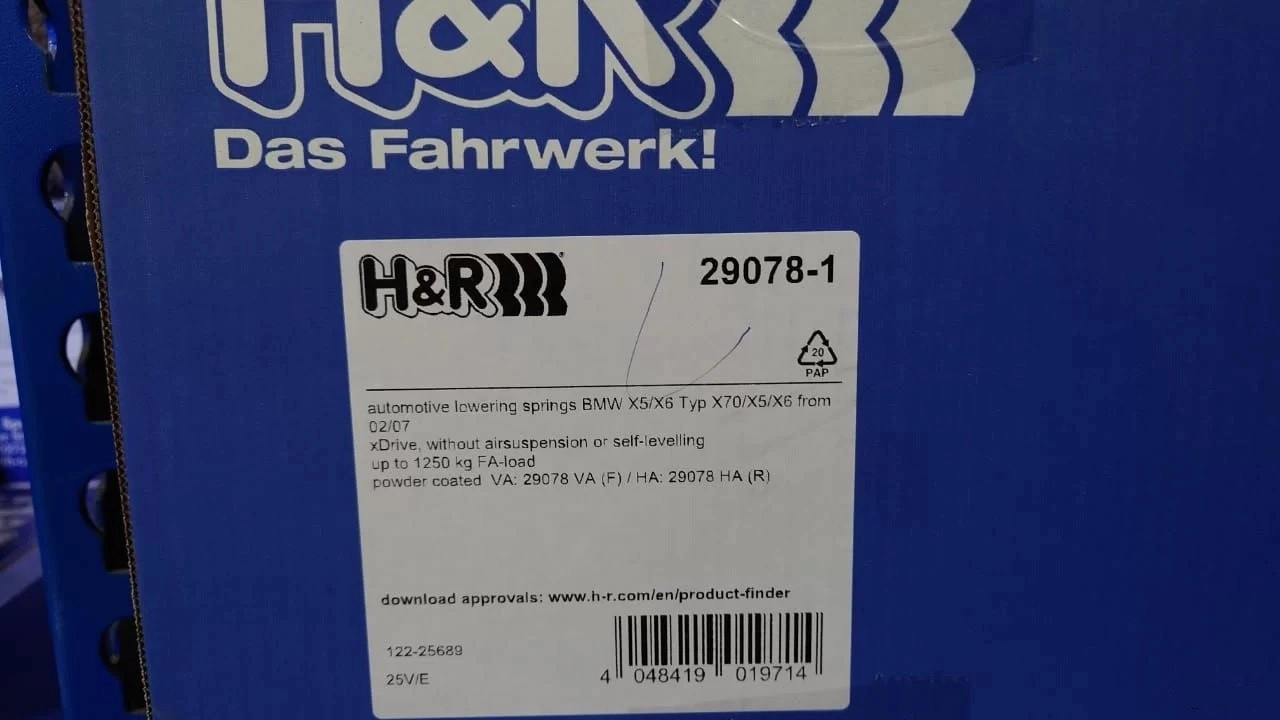 H&R
Das Fahrwerk!
H&R
29078-1
20
PAP
automotive lowering springs BMW X5/X6 Typ X70/X5/X6 from
02/07
xDrive, without airsuspension or self-levelling
up to 1250 kg FA-load
powder coated VA: 29078 VA (F) / HA: 29078 HA (R)
download approvals: www.h-r.com/en/product-finder
122-25689
25V/E
4 048419 019714